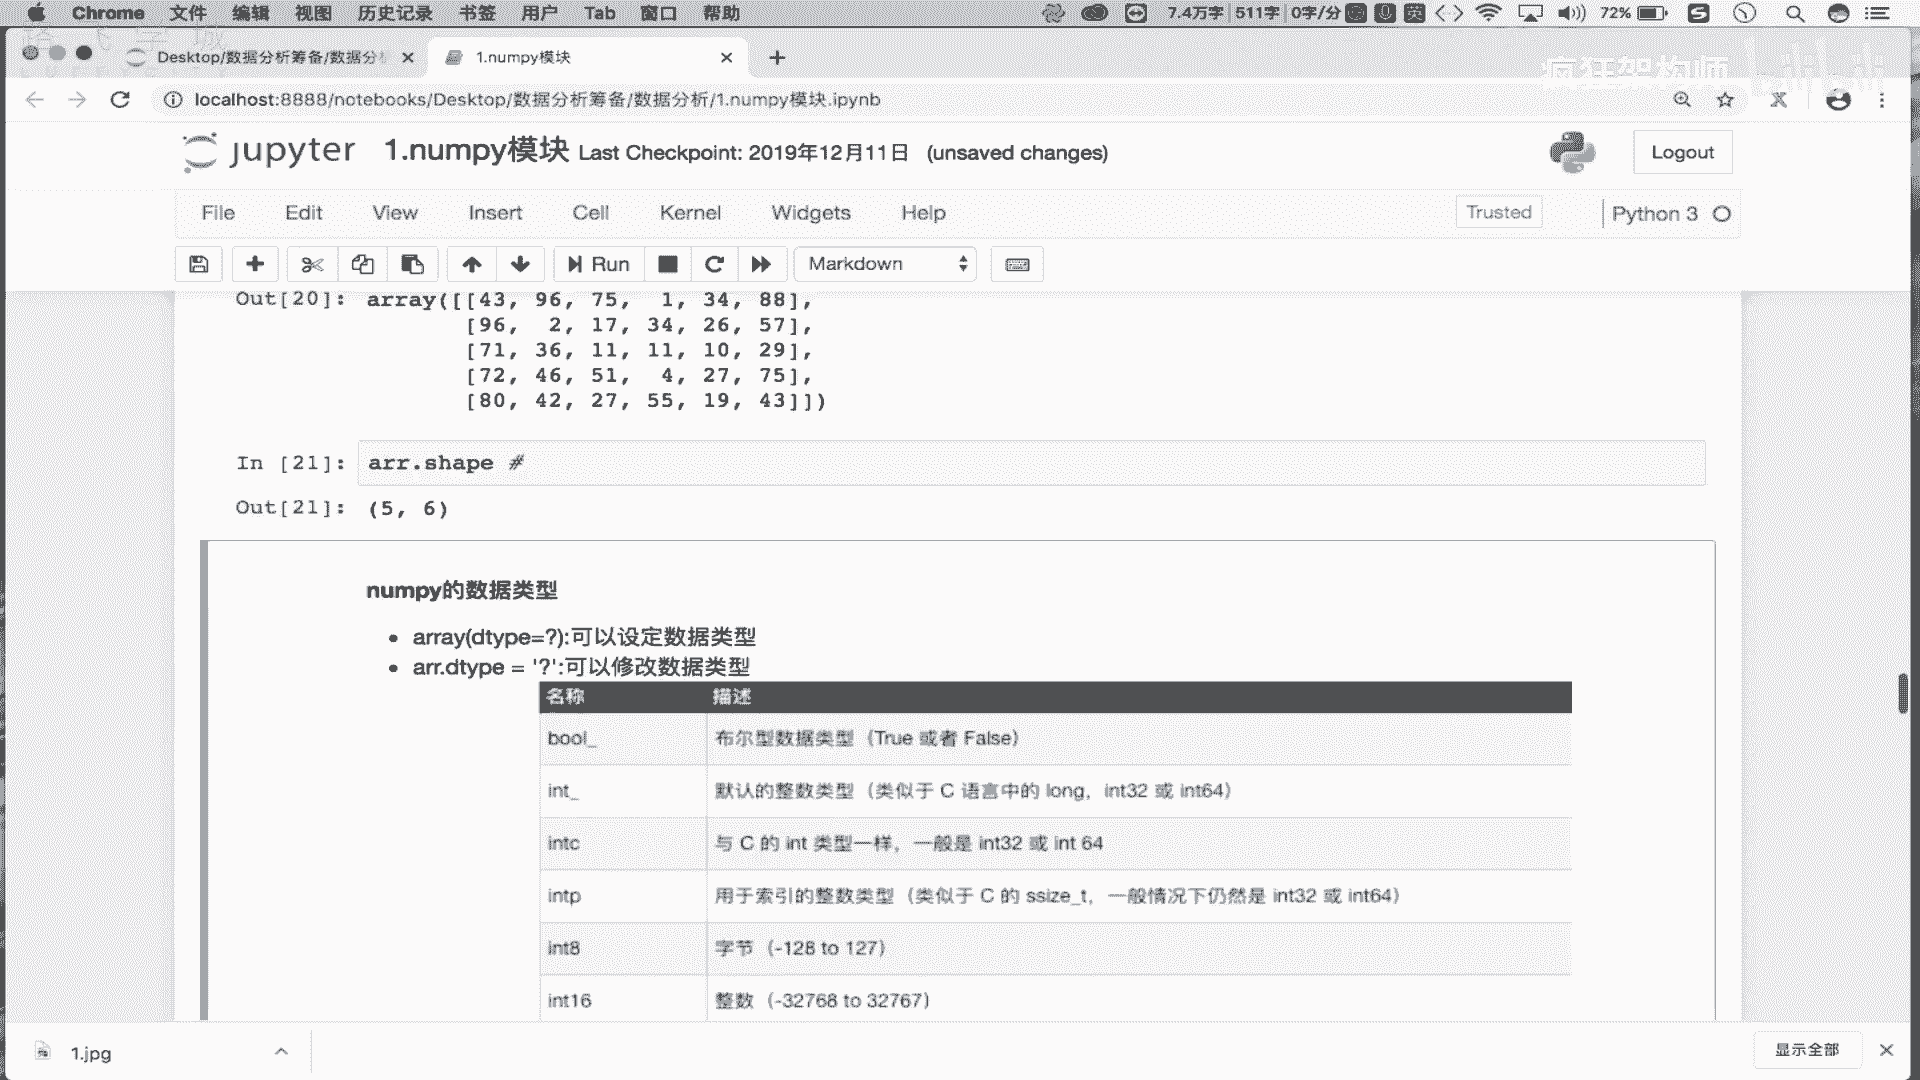 Chrome 文件 编辑 视图 历史记录 书签 用户 Tab 窗口 帮助 7.4万字 511字 0字/分 英 72%
Desktop/数据分析筹备/数据分析 1.numpy模块
疯狂架构师 bilibili
localhost:8888/notebooks/Desktop/数据分析筹备/数据分析/1.numpy模块.ipynb
jupyter 1.numpy模块 Last Checkpoint: 2019年12月11日 (unsaved changes) Logout
File Edit View Insert Cell Kernel Widgets Help Trusted Python 3
Run Markdown
Out[20]: array([[43, 96, 75, 1, 34, 88],
[96, 2, 17, 34, 26, 57],
[71, 36, 11, 11, 10, 29],
[72, 46, 51, 4, 27, 75],
[80, 42, 27, 55, 19, 43]])
In [21]: arr.shape #
Out[21]: (5, 6)
numpy的数据类型
• array(dtype=?):可以设定数据类型
• arr.dtype = '?':可以修改数据类型
名称 描述
bool_ 布尔型数据类型（True 或者 False）
int_ 默认的整数类型（类似于 C 语言中的 long，int32 或 int64）
intc 与 C 的 int 类型一样，一般是 int32 或 int 64
intp 用于索引的整数类型（类似于 C 的 ssize_t，一般情况下仍然是 int32 或 int64）
int8 字节（-128 to 127）
int16 整数（-32768 to 32767）
1.jpg 显示全部